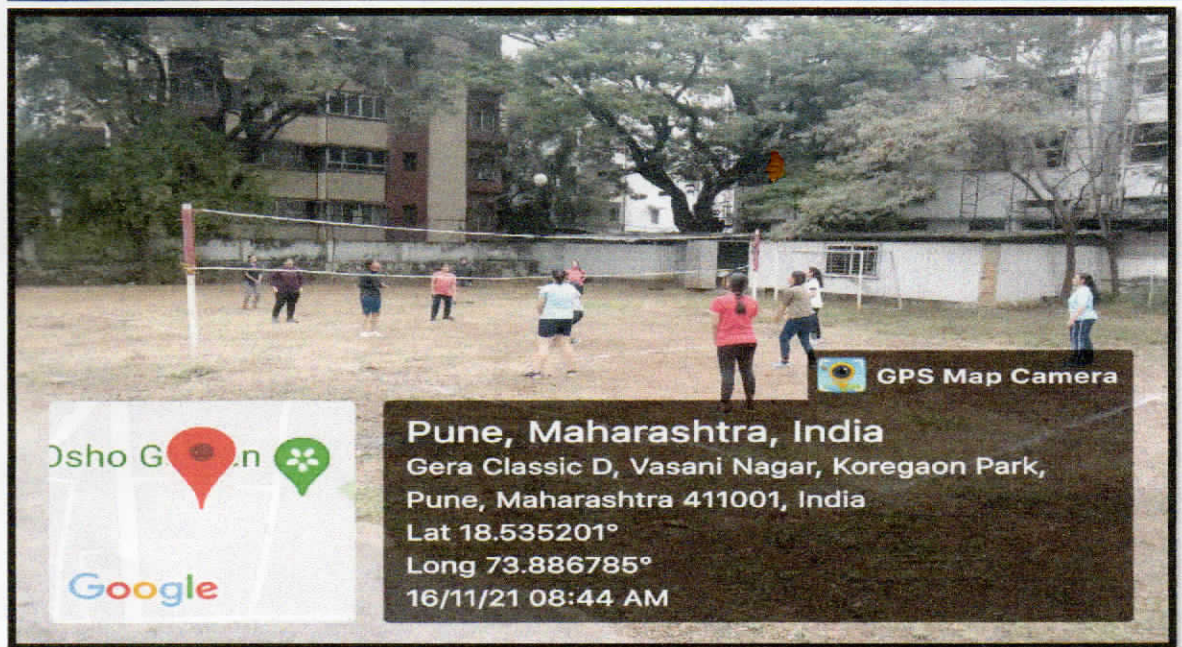 GPS Map Camera
Pune, Maharashtra, India
Gera Classic D, Vasani Nagar, Koregaon Park,
Pune, Maharashtra 411001, India
Lat 18.535201°
Long 73.886785°
16/11/21 08:44 AM
Google